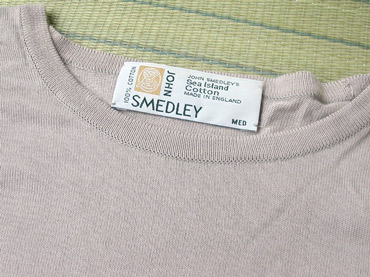 100% COTTON
JOHN
SMEDLEY
JOHN SMEDLEY'S
Sea Island
Cotton
MADE IN ENGLAND
MED